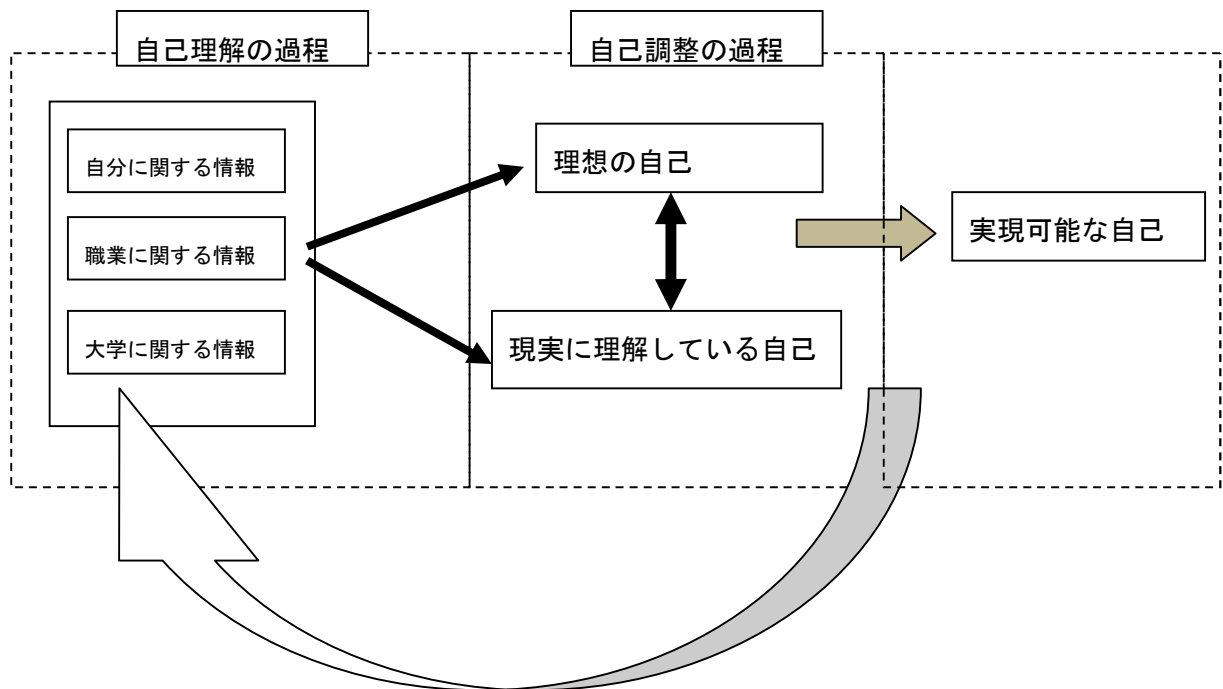 自己理解の過程
自己調整の過程
自分に関する情報
職業に関する情報
大学に関する情報
理想の自己
現実に理解している自己
実現可能な自己